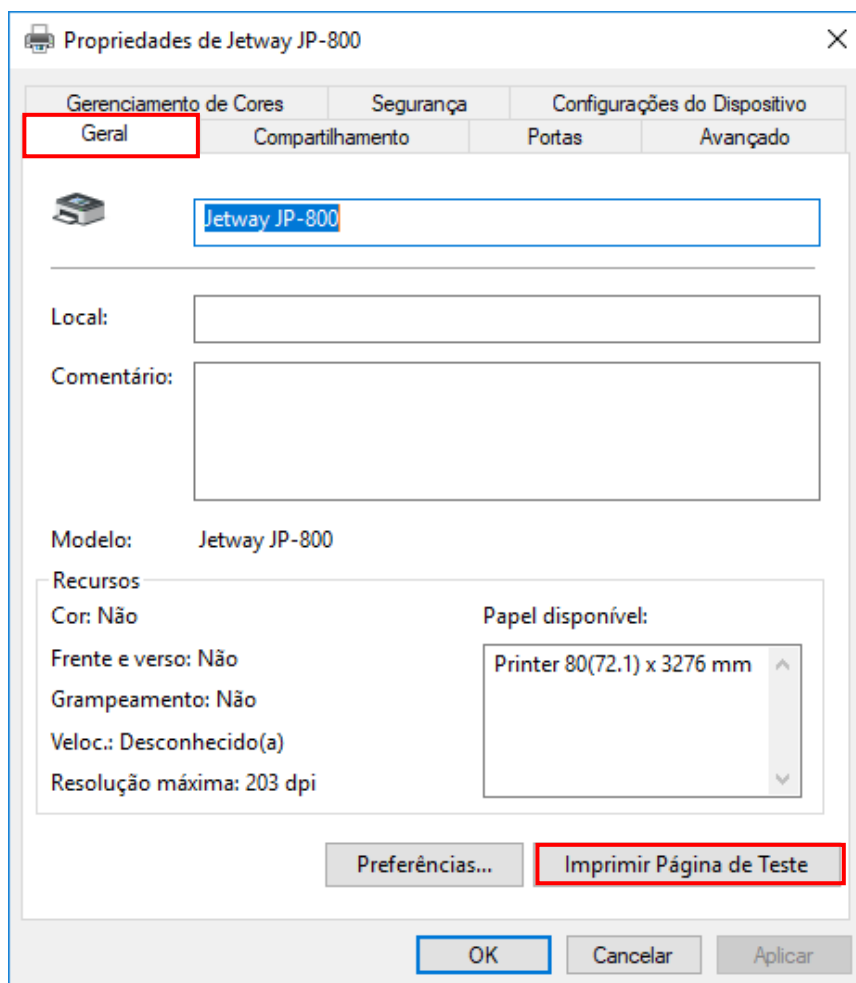 Propriedades de Jetway JP-800
Gerenciamento de Cores Segurança Configurações do Dispositivo
Geral Compartilhamento Portas Avançado
Jetway JP-800
Local:
Comentário:
Modelo: Jetway JP-800
Recursos
Cor: Não Papel disponível:
Frente e verso: Não Printer 80(72.1) x 3276 mm
Grampeamento: Não
Veloc.: Desconhecido(a)
Resolução máxima: 203 dpi
Preferências... Imprimir Página de Teste
OK Cancelar Aplicar